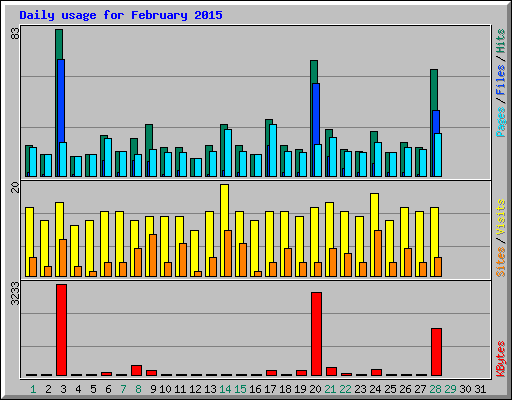 Daily usage for February 2015
83
20
3233
Pages / Files / Hits
Sites / Visits
KBytes
1 2 3 4 5 6 7 8 9 10 11 12 13 14 15 16 17 18 19 20 21 22 23 24 25 26 27 28 29 30 31